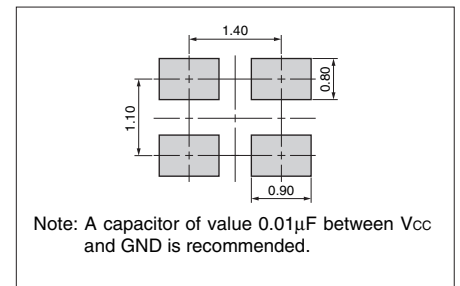 1.40
0.80
1.10
0.90
Note: A capacitor of value 0.01μF between Vcc
and GND is recommended.